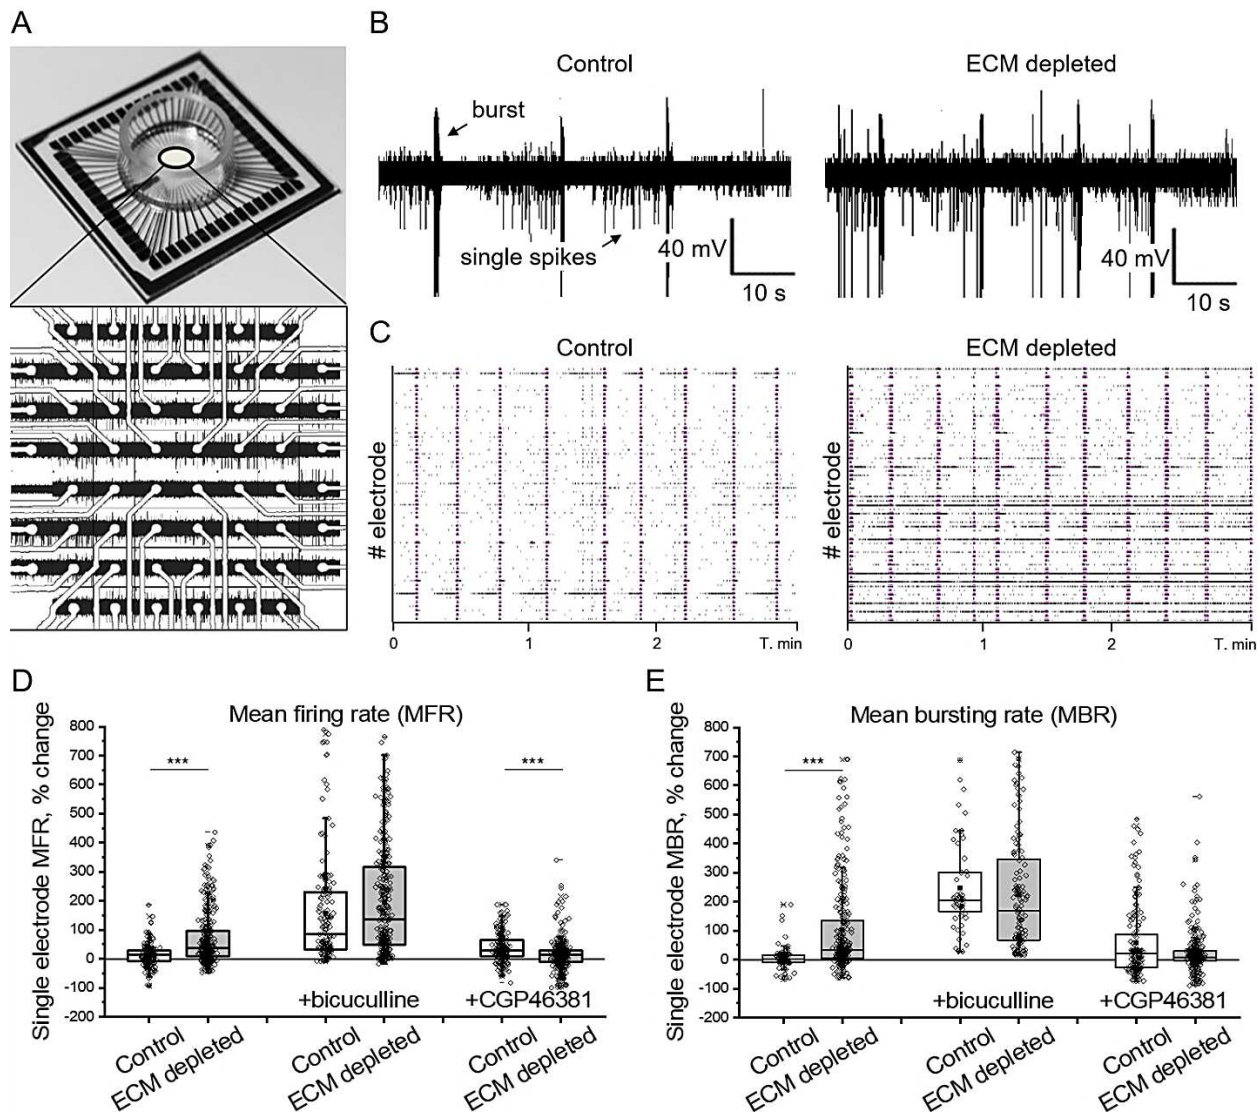 A
B
Control
ECM depleted
burst
single spikes
40 mV
10 s
40 mV
10 s
C
Control
ECM depleted
# electrode
0
1
2
T. min
# electrode
0
1
2
T. min
D
Mean firing rate (MFR)
Single electrode MFR, % change
800
700
600
500
400
300
200
100
0
-100
-200
***
***
+bicuculline
+CGP46381
Control
ECM depleted
Control
ECM depleted
Control
ECM depleted
E
Mean bursting rate (MBR)
Single electrode MBR, % change
800
700
600
500
400
300
200
100
0
-100
-200
***
+bicuculline
+CGP46381
Control
ECM depleted
Control
ECM depleted
Control
ECM depleted